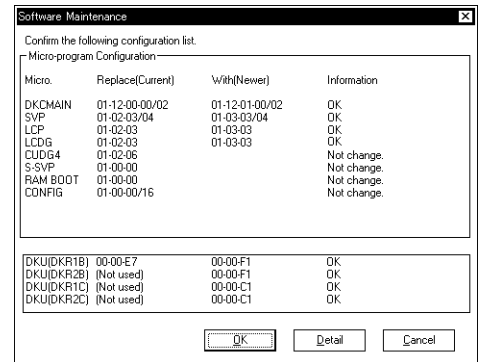 Software Maintenance
Confirm the following configuration list.
Micro-program Configuration
Micro. Replace(Current) With(Newer) Information
DKCMAIN 01-12-00-00/02 01-12-01-00/02 OK
SVP 01-02-03/04 01-03-03/04 OK
LCP 01-02-03 01-03-03 OK
LCDG 01-02-03 01-03-03 OK
CUDG4 01-02-06 Not change.
S-SVP 01-00-00 Not change.
RAM BOOT 01-00-00 Not change.
CONFIG 01-00-00/16 Not change.
DKU(DKR1B) 00-00-E7 00-00-F1 OK
DKU(DKR2B) (Not used) 00-00-F1 OK
DKU(DKR1C) (Not used) 00-00-C1 OK
DKU(DKR2C) (Not used) 00-00-C1 OK
OK Detail Cancel